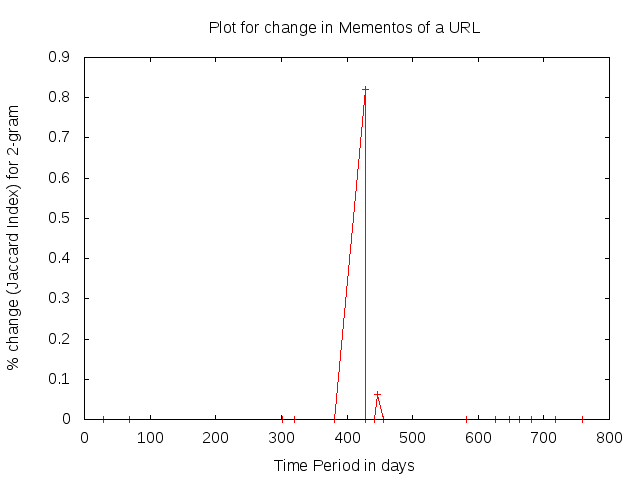 Plot for change in Mementos of a URL
% change (Jaccard Index) for 2-gram
0.9
0.8
0.7
0.6
0.5
0.4
0.3
0.2
0.1
0
0 100 200 300 400 500 600 700 800
Time Period in days